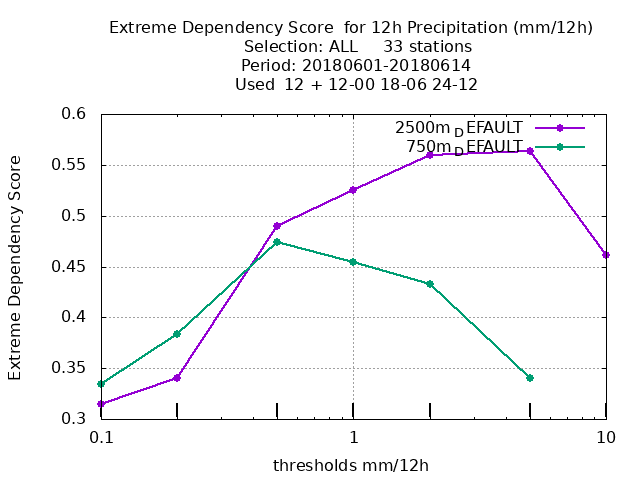 Extreme Dependency Score  for 12h Precipitation (mm/12h)
Selection: ALL     33 stations
Period: 20180601-20180614
Used  12 + 12-00 18-06 24-12
2500m_DEFAULT
750m_DEFAULT
Extreme Dependency Score
0.6
0.55
0.5
0.45
0.4
0.35
0.3
0.1
1
10
thresholds mm/12h